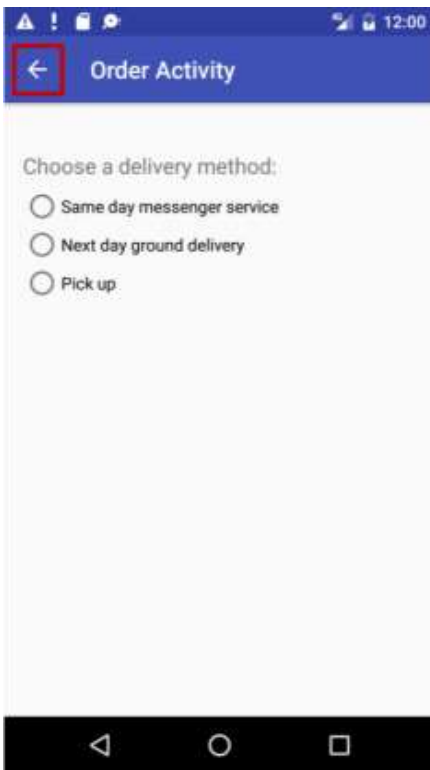 12:00
Order Activity
Choose a delivery method:
Same day messenger service
Next day ground delivery
Pick up